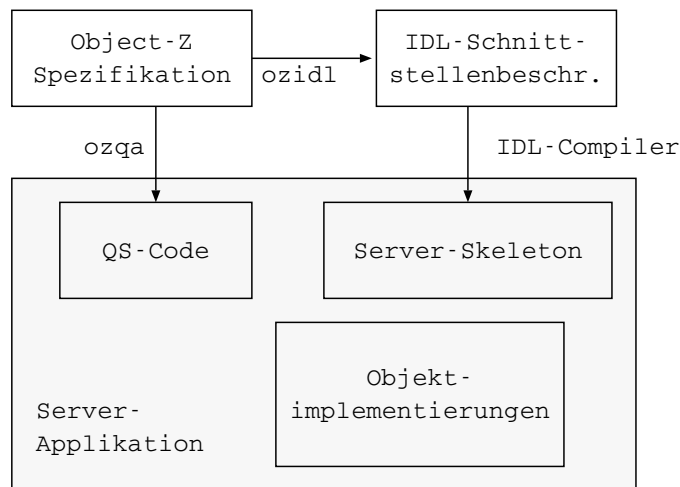 Object-Z
Spezifikation
ozidl
IDL-Schnitt-
stellenbeschr.
ozqa
IDL-Compiler
QS-Code
Server-Skeleton
Objekt-
implementierungen
Server-
Applikation